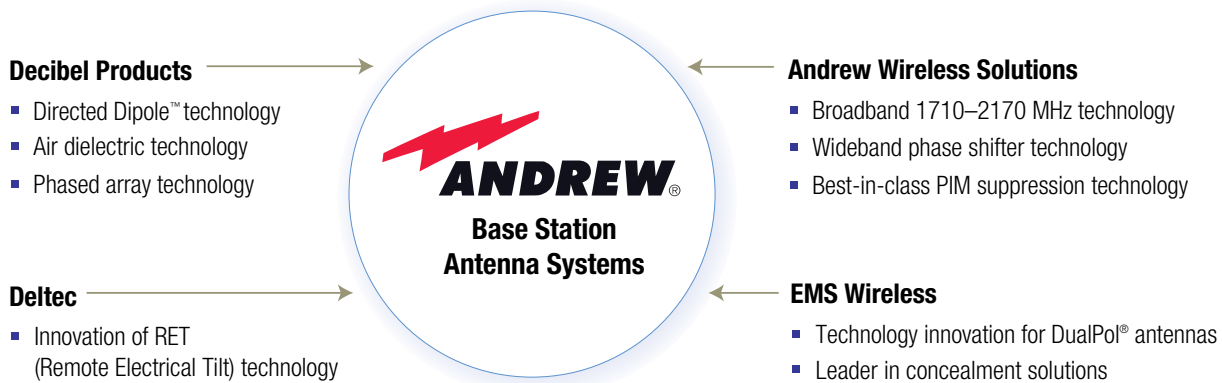 Decibel Products
Directed Dipole™ technology
Air dielectric technology
Phased array technology
Deltec
Innovation of RET
(Remote Electrical Tilt) technology
ANDREW®
Base Station
Antenna Systems
Andrew Wireless Solutions
Broadband 1710–2170 MHz technology
Wideband phase shifter technology
Best-in-class PIM suppression technology
EMS Wireless
Technology innovation for DualPol® antennas
Leader in concealment solutions